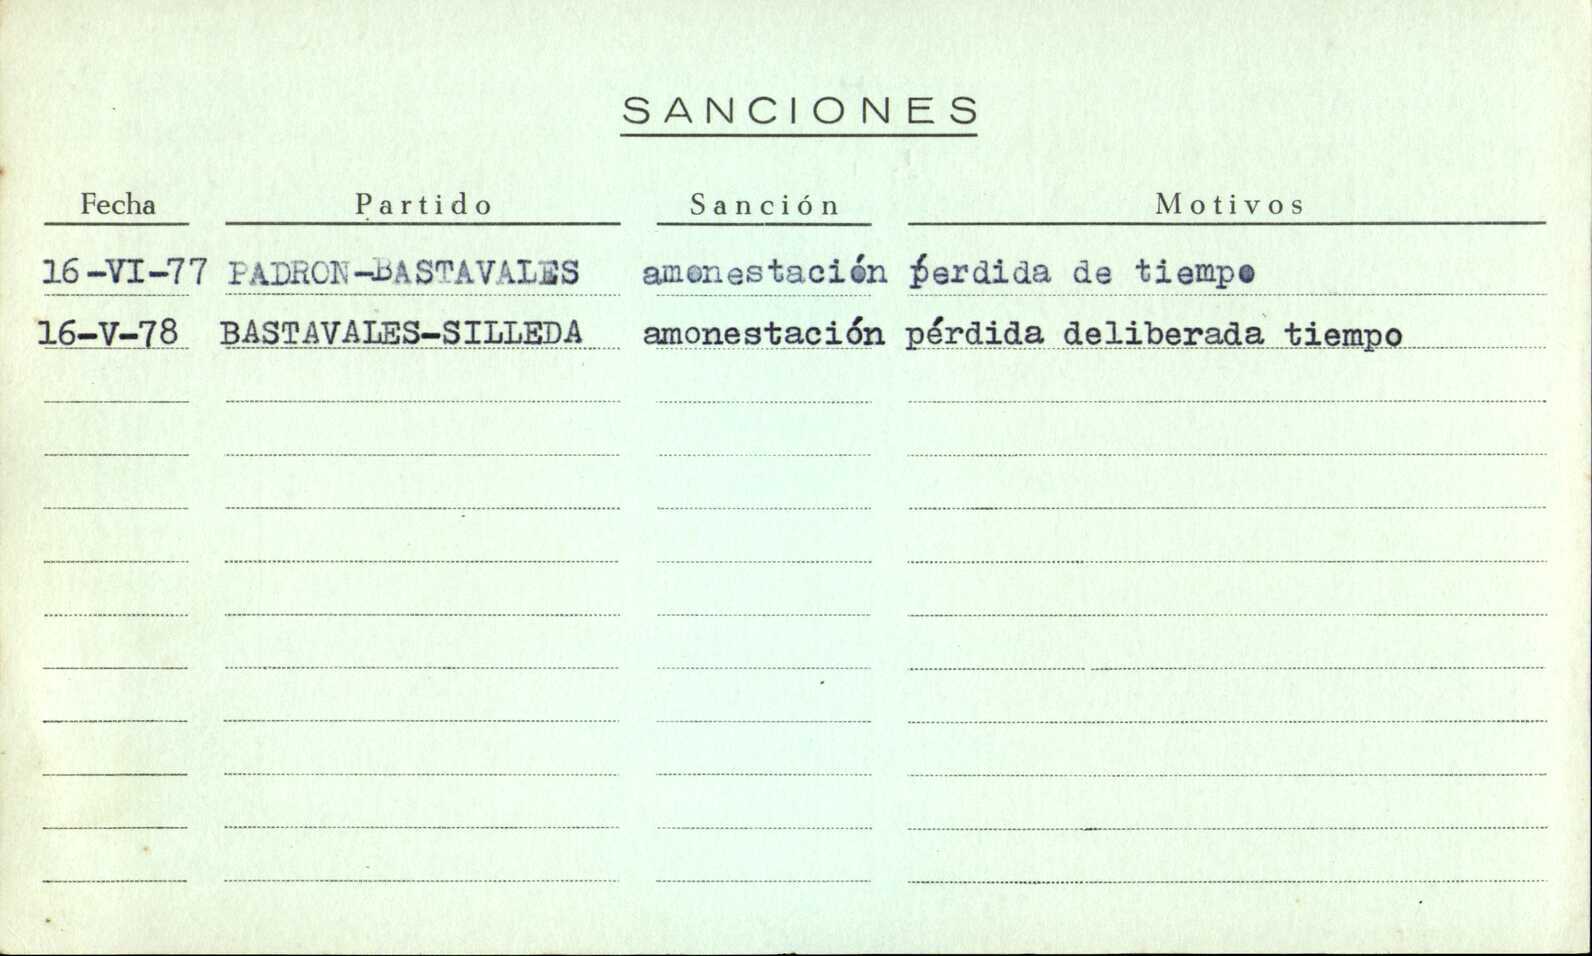 SANCIONES
Fecha Partido Sanción Motivos
16-VI-77 PADRON-BASTAVALES amonestación perdida de tiempo
16-V-78 BASTAVALES-SILLEDA amonestación pérdida deliberada tiempo